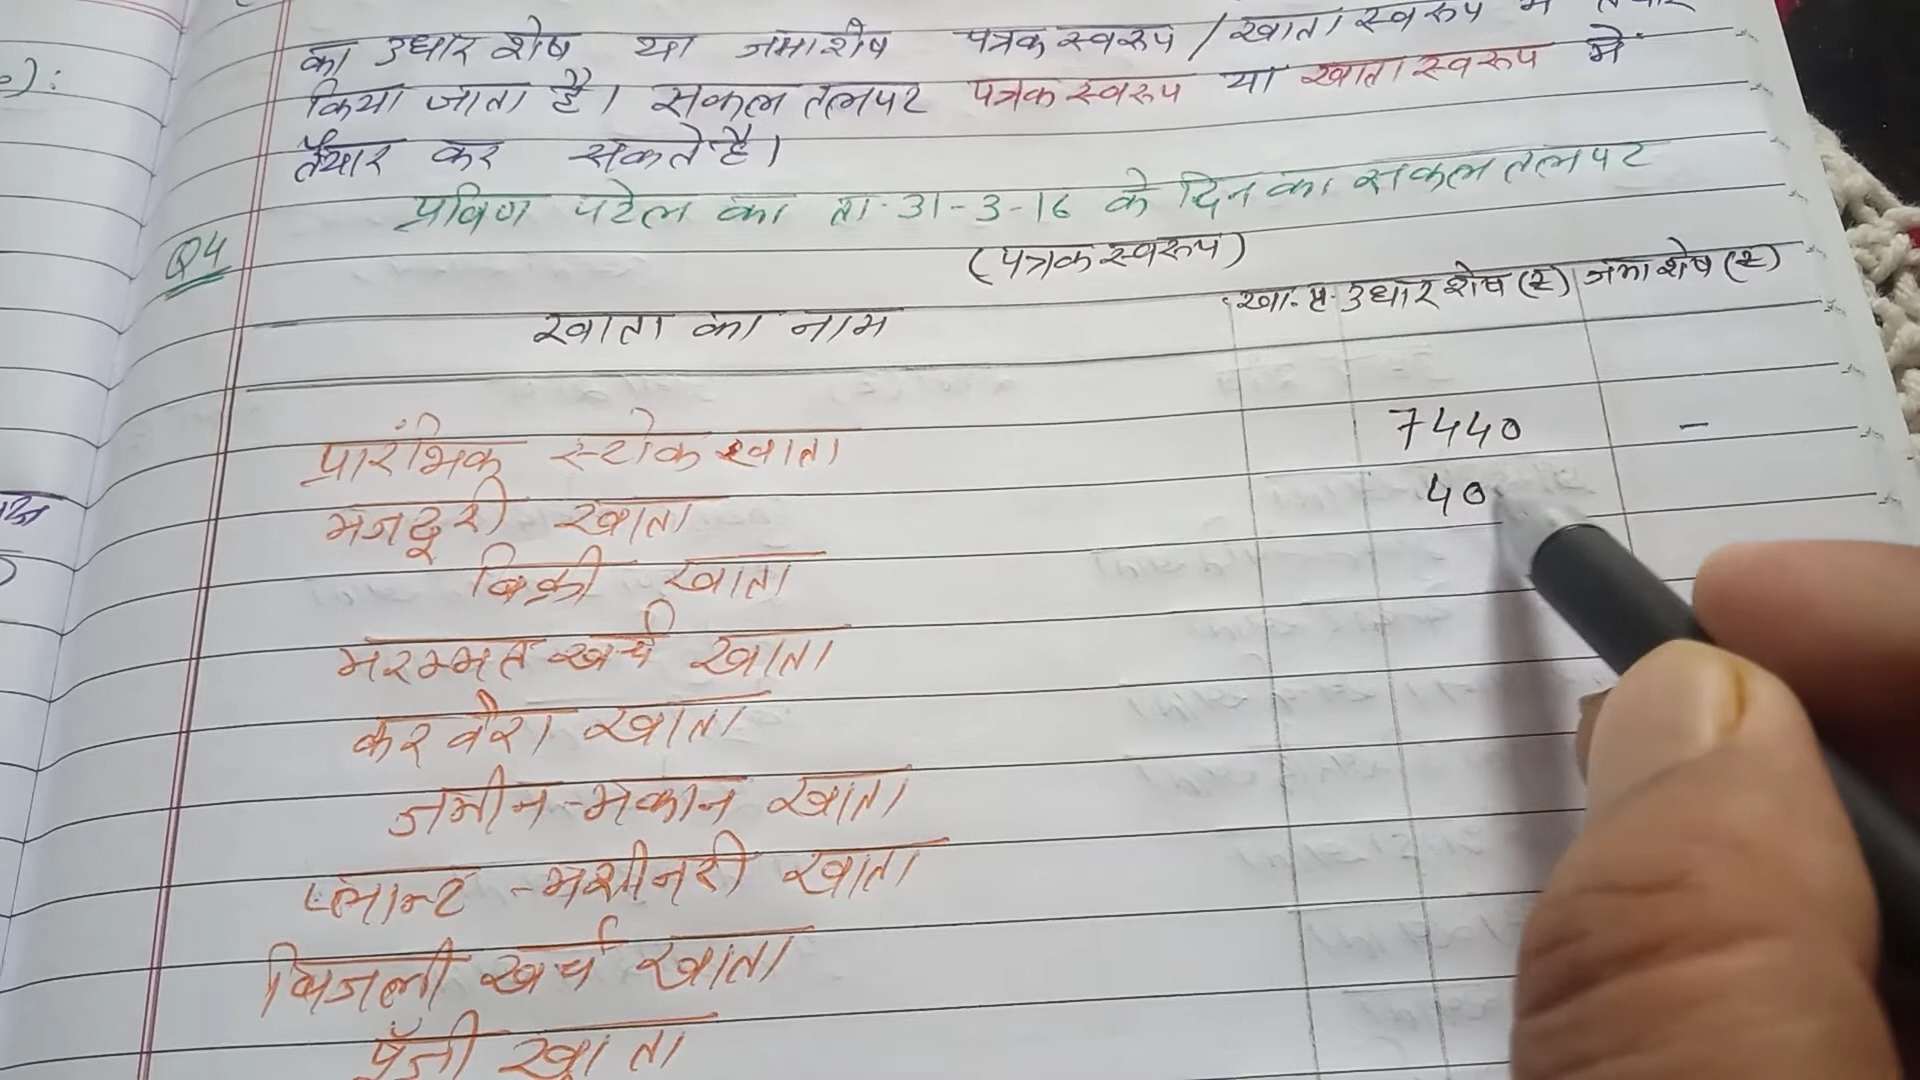 का उधार शेष या जमाशेष पत्रक स्वरूप / खाता स्वरूप में
किया जाता है। सकल तलपट पत्रक स्वरूप या खाता स्वरूप में
तैयार कर सकते है।
प्रविण पटेल का ता. 31-3-16 के दिन का सकल तलपट
Q4
(पत्रक स्वरूप)
खाता का नाम खा. पृ. उधार शेष (₹) जमा शेष (₹)
प्रारंभिक स्टोक खाता 7440 -
मजदूरी खाता 40
बिक्री खाता
मरम्मत खर्च खाता
कर वेरा खाता
जमीन-मकान खाता
प्लान्ट -मशीनरी खाता
बिजली खर्च खाता
पूँजी खाता